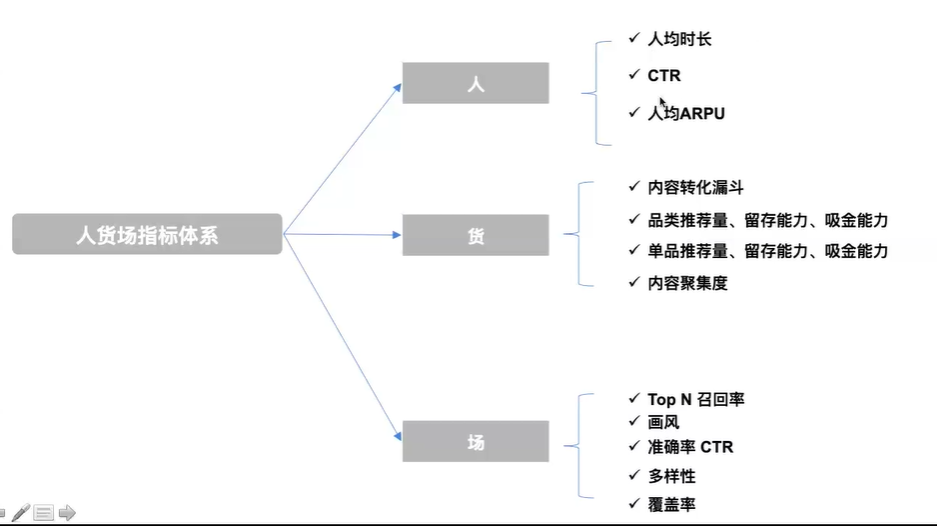 人货场指标体系
人
人均时长
CTR
人均ARPU
货
内容转化漏斗
品类推荐量、留存能力、吸金能力
单品推荐量、留存能力、吸金能力
内容聚集度
场
Top N 召回率
画风
准确率 CTR
多样性
覆盖率